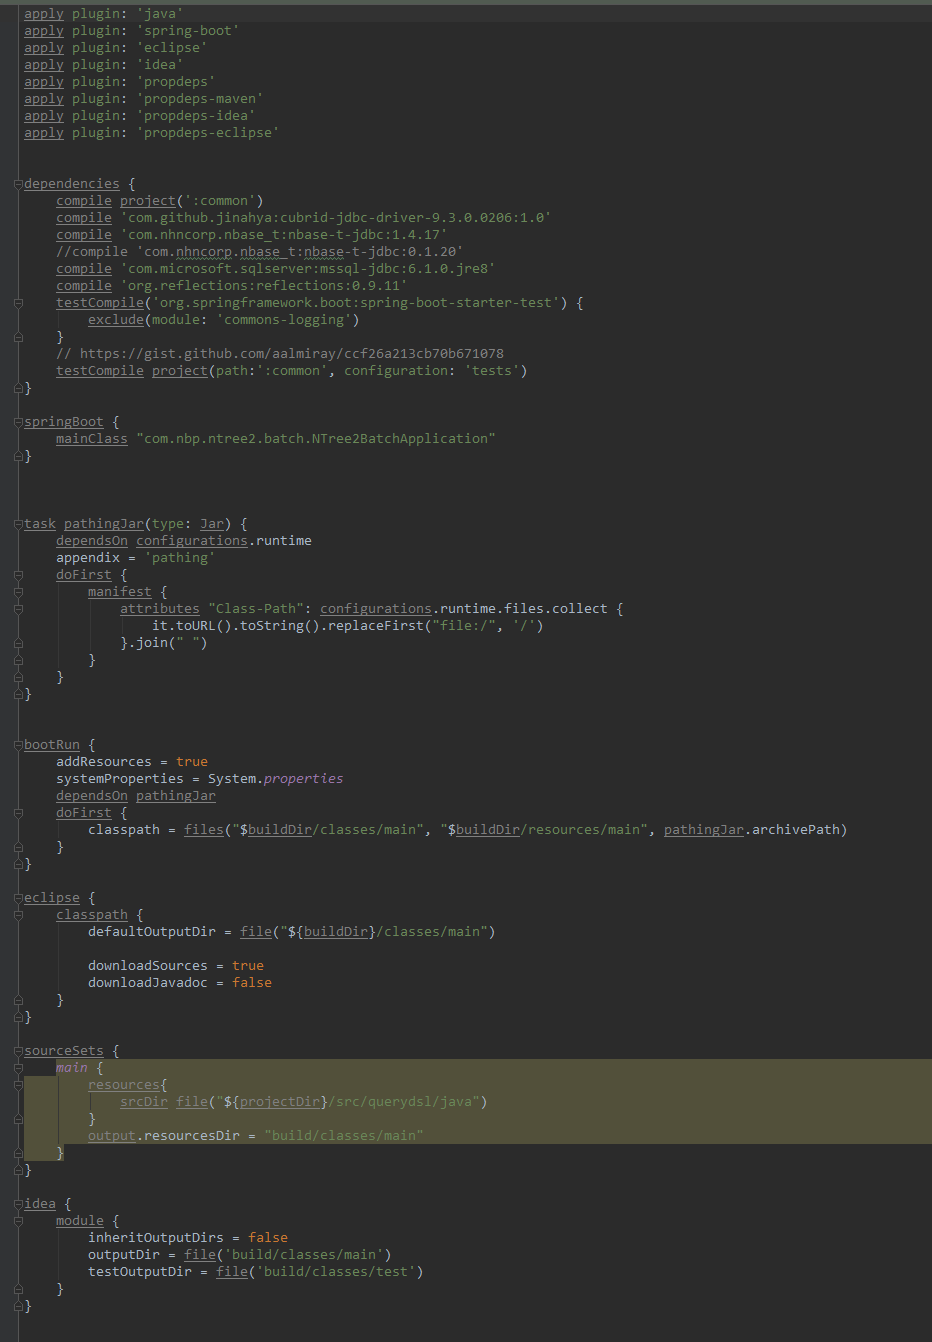 apply plugin: 'java'
apply plugin: 'spring-boot'
apply plugin: 'eclipse'
apply plugin: 'idea'
apply plugin: 'propdeps'
apply plugin: 'propdeps-maven'
apply plugin: 'propdeps-idea'
apply plugin: 'propdeps-eclipse'
dependencies {
    compile project(':common')
    compile 'com.github.jinahya:cubrid-jdbc-driver-9.3.0.0206:1.0'
    compile 'com.nhncorp.nbase_t:nbase-t-jdbc:1.4.17'
    //compile 'com.nhncorp.nbase_t:nbase-t-jdbc:0.1.20'
    compile 'com.microsoft.sqlserver:mssql-jdbc:6.1.0.jre8'
    compile 'org.reflections:reflections:0.9.11'
    testCompile('org.springframework.boot:spring-boot-starter-test') {
        exclude(module: 'commons-logging')
    }
    // https://gist.github.com/aalmiray/ccf26a213cb70b671078
    testCompile project(path:':common', configuration: 'tests')
}
springBoot {
    mainClass "com.nbp.ntree2.batch.NTree2BatchApplication"
}
task pathingJar(type: Jar) {
    dependsOn configurations.runtime
    appendix = 'pathing'
    doFirst {
        manifest {
            attributes "Class-Path": configurations.runtime.files.collect {
                it.toURL().toString().replaceFirst("file:/", '/')
            }.join(" ")
        }
    }
}
bootRun {
    addResources = true
    systemProperties = System.properties
    dependsOn pathingJar
    doFirst {
        classpath = files("$buildDir/classes/main", "$buildDir/resources/main", pathingJar.archivePath)
    }
}
eclipse {
    classpath {
        defaultOutputDir = file("${buildDir}/classes/main")
        downloadSources = true
        downloadJavadoc = false
    }
}
sourceSets {
    main {
        resources{
            srcDir file("${projectDir}/src/querydsl/java")
        }
        output.resourcesDir = "build/classes/main"
    }
}
idea {
    module {
        inheritOutputDirs = false
        outputDir = file('build/classes/main')
        testOutputDir = file('build/classes/test')
    }
}